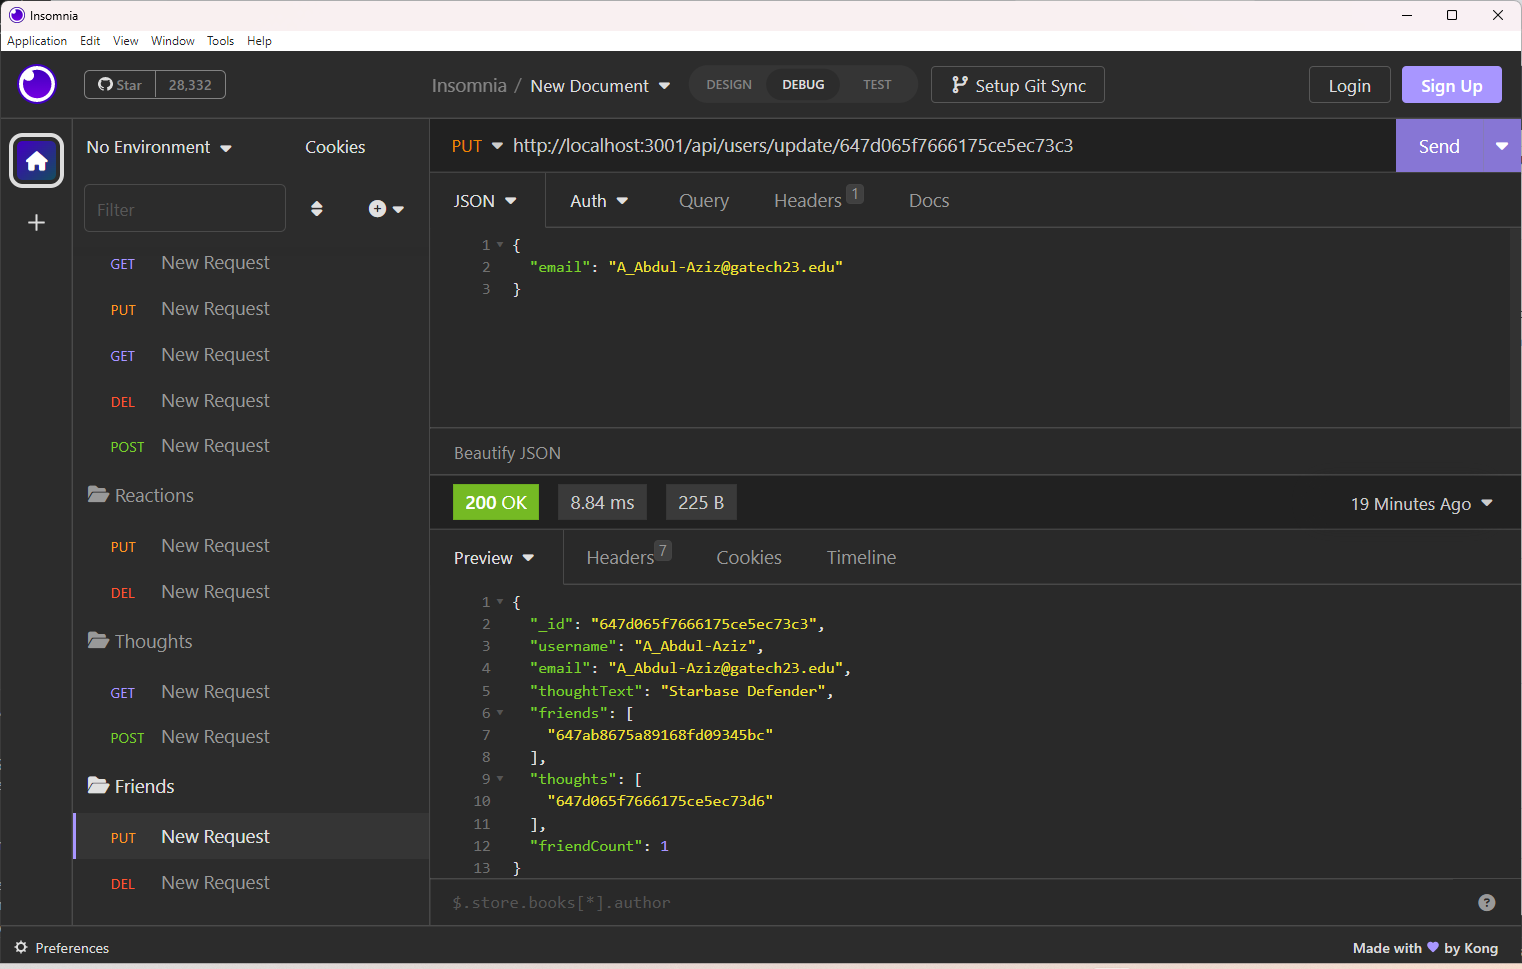 Insomnia
Application Edit View Window Tools Help
Star 28,332
Insomnia / New Document
DESIGN DEBUG TEST
Setup Git Sync
Login
Sign Up
No Environment
Cookies
Filter
GET New Request
PUT New Request
GET New Request
DEL New Request
POST New Request
Reactions
PUT New Request
DEL New Request
Thoughts
GET New Request
POST New Request
Friends
PUT New Request
DEL New Request
PUT http://localhost:3001/api/users/update/647d065f7666175ce5ec73c3
Send
JSON Auth Query Headers 1 Docs
1 {
2 "email": "A_Abdul-Aziz@gatech23.edu"
3 }
Beautify JSON
200 OK 8.84 ms 225 B 19 Minutes Ago
Preview Headers 7 Cookies Timeline
1 {
2 "_id": "647d065f7666175ce5ec73c3",
3 "username": "A_Abdul-Aziz",
4 "email": "A_Abdul-Aziz@gatech23.edu",
5 "thoughtText": "Starbase Defender",
6 "friends": [
7 "647ab8675a89168fd09345bc"
8 ],
9 "thoughts": [
10 "647d065f7666175ce5ec73d6"
11 ],
12 "friendCount": 1
13 }
$.store.books[*].author
?
Preferences
Made with 💜 by Kong